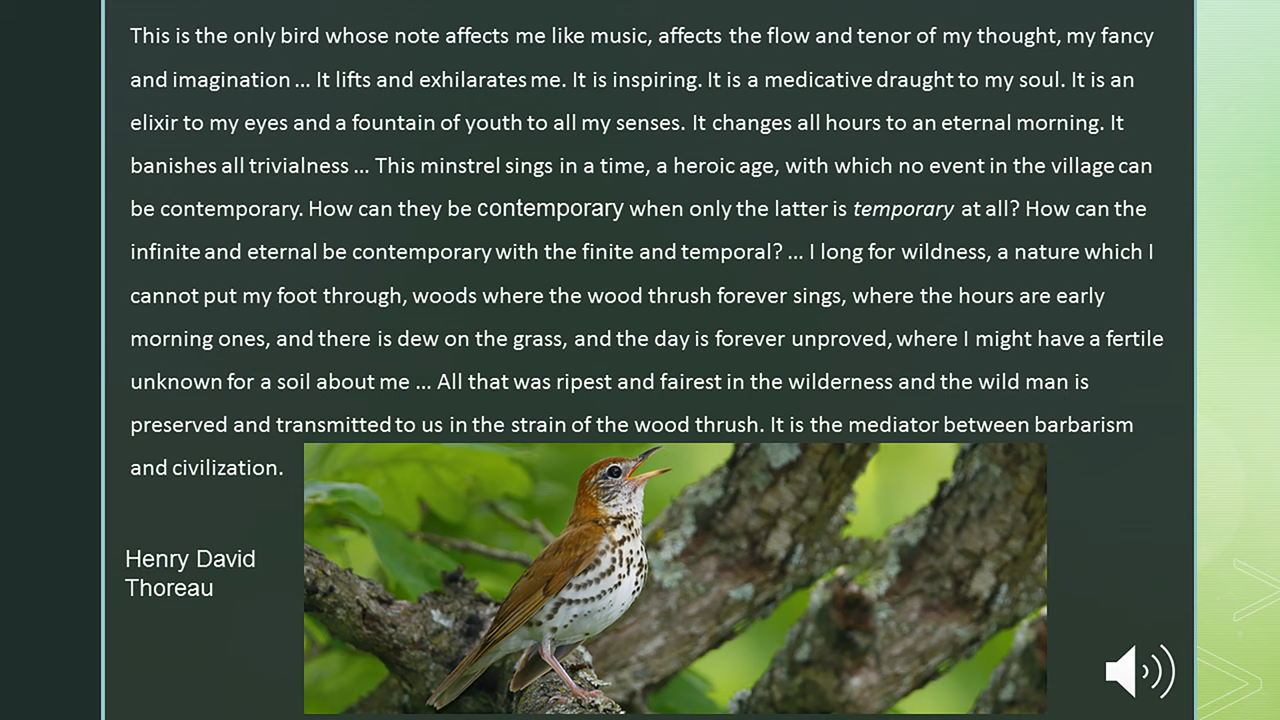 This is the only bird whose note affects me like music, affects the flow and tenor of my thought, my fancy
and imagination ... It lifts and exhilarates me. It is inspiring. It is a medicative draught to my soul. It is an
elixir to my eyes and a fountain of youth to all my senses. It changes all hours to an eternal morning. It
banishes all trivialness ... This minstrel sings in a time, a heroic age, with which no event in the village can
be contemporary. How can they be contemporary when only the latter is temporary at all? How can the
infinite and eternal be contemporary with the finite and temporal? ... I long for wildness, a nature which I
cannot put my foot through, woods where the wood thrush forever sings, where the hours are early
morning ones, and there is dew on the grass, and the day is forever unproved, where I might have a fertile
unknown for a soil about me ... All that was ripest and fairest in the wilderness and the wild man is
preserved and transmitted to us in the strain of the wood thrush. It is the mediator between barbarism
and civilization.
Henry David
Thoreau